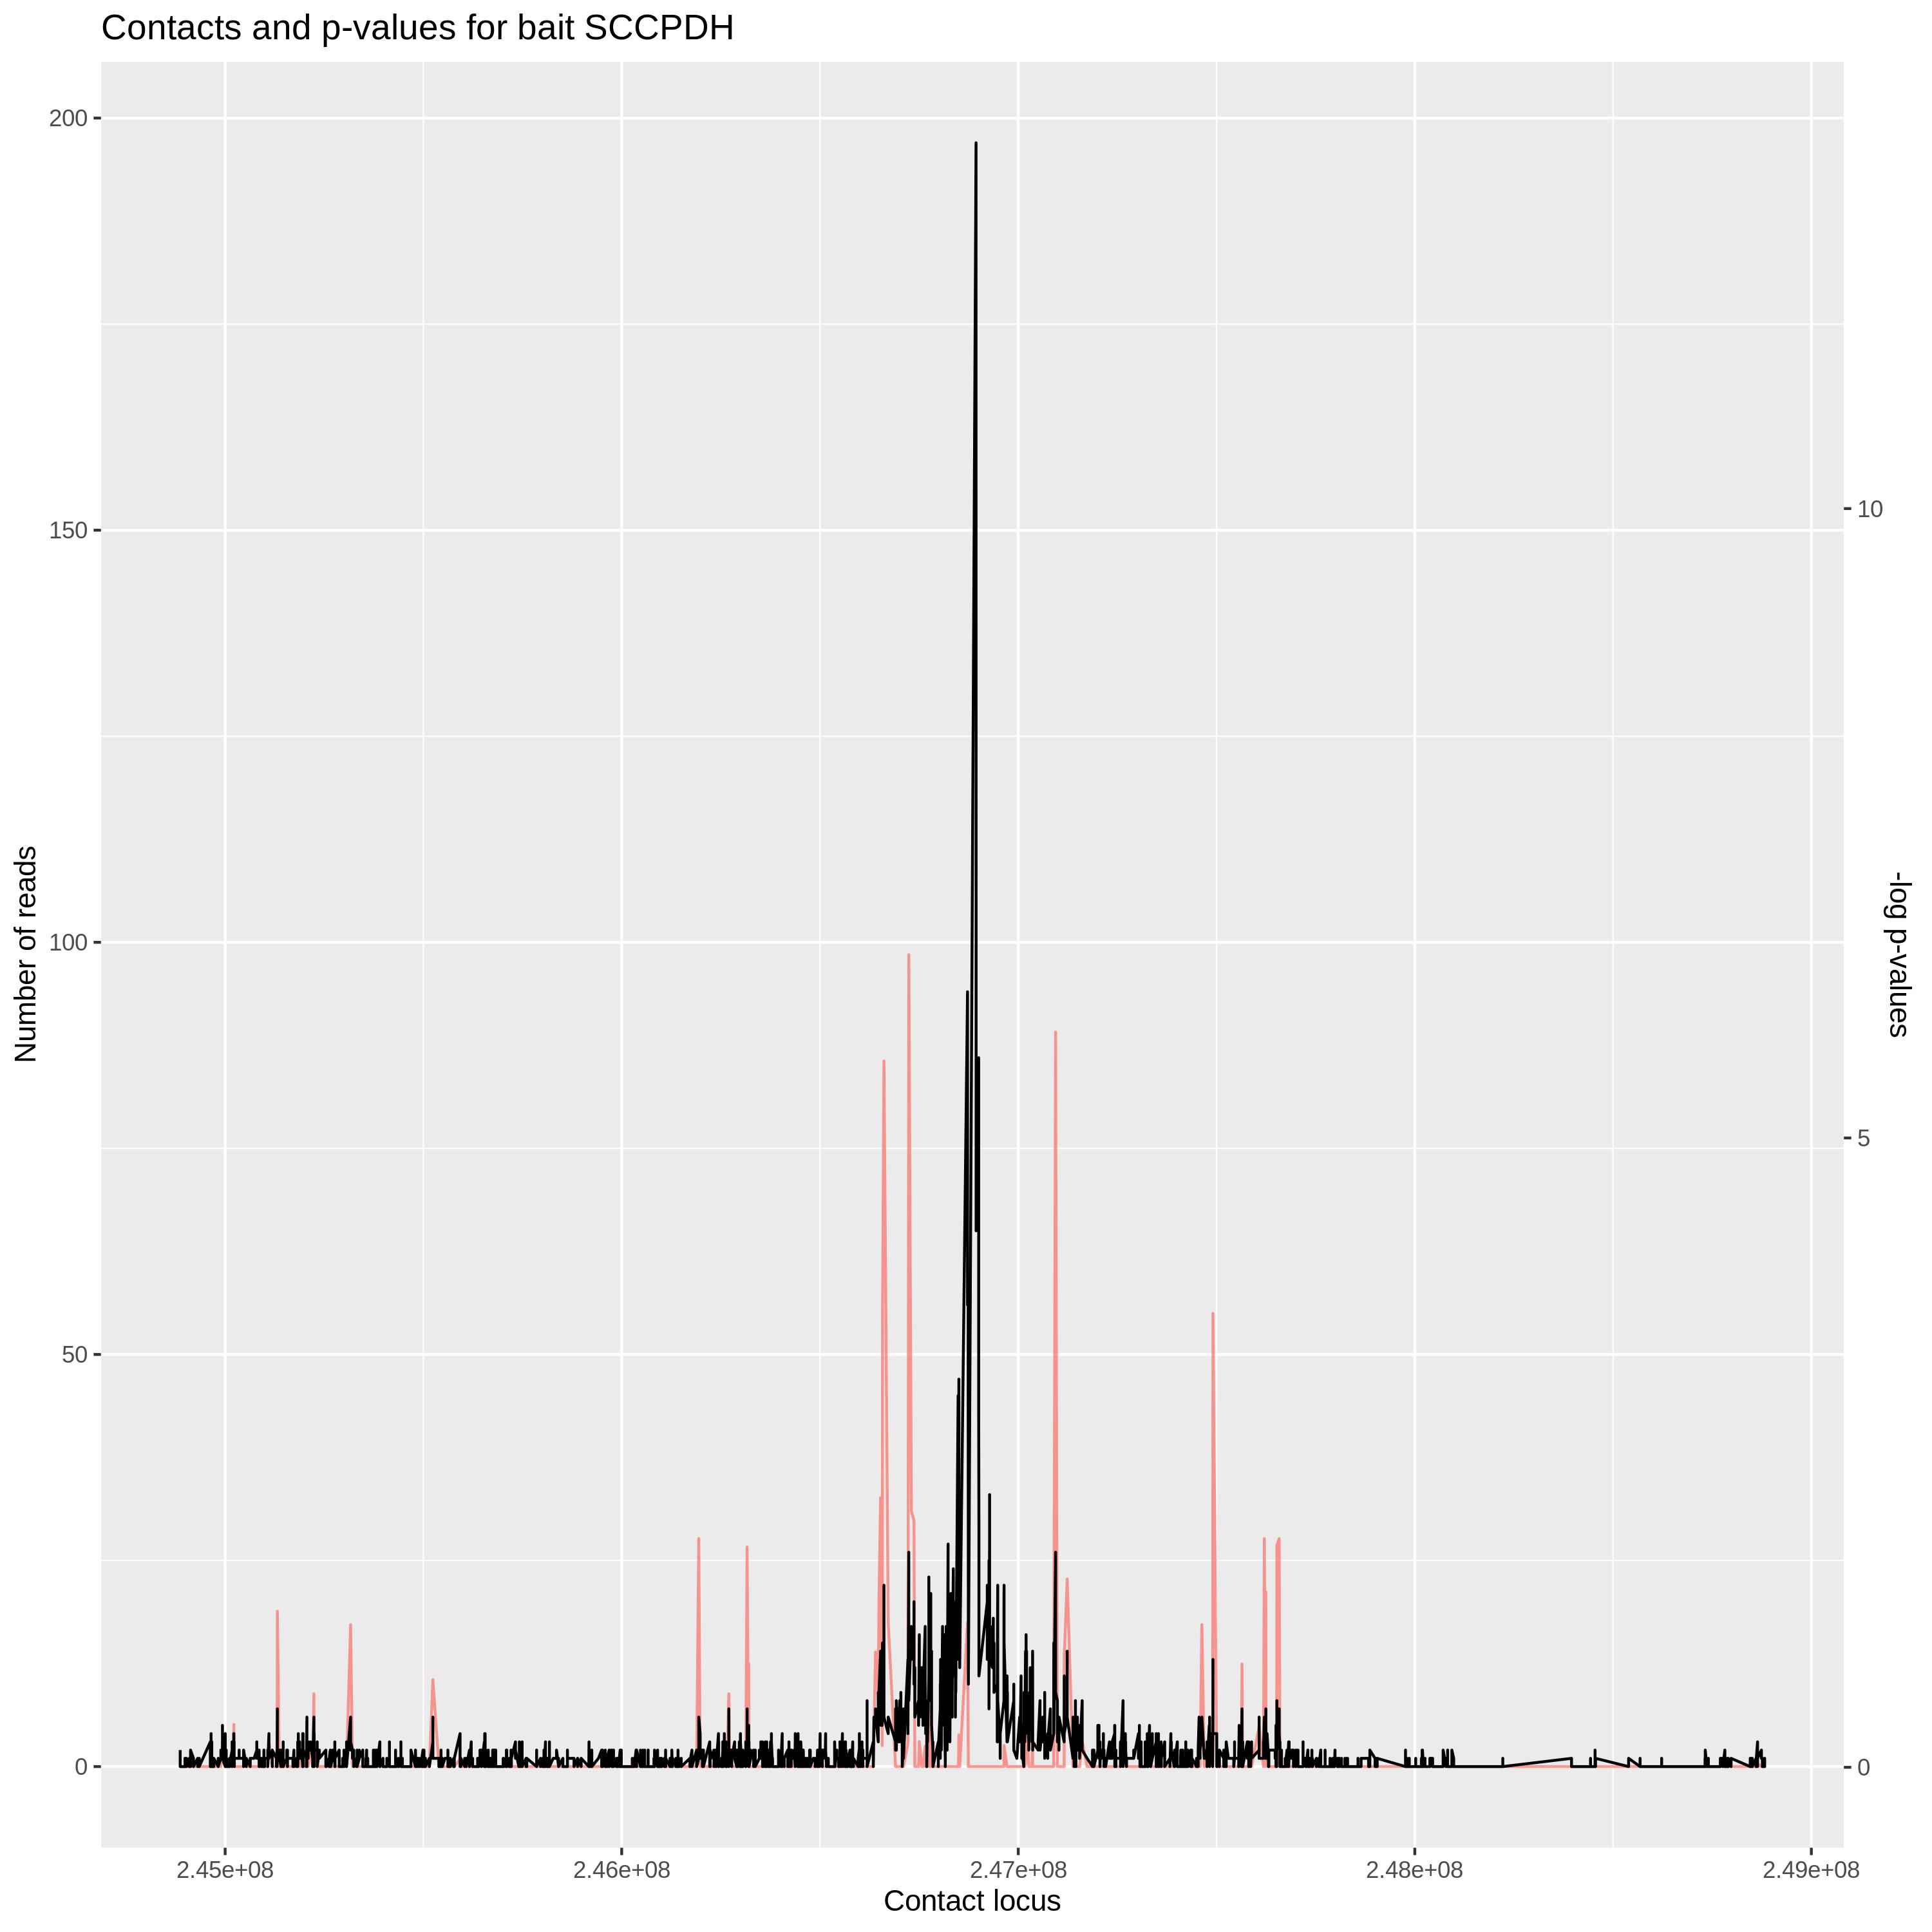 Contacts and p-values for bait SCCPDH
200
150
100
50
0
Number of reads
10
5
0
-log p-values
2.45e+08
2.46e+08
2.47e+08
2.48e+08
2.49e+08
Contact locus